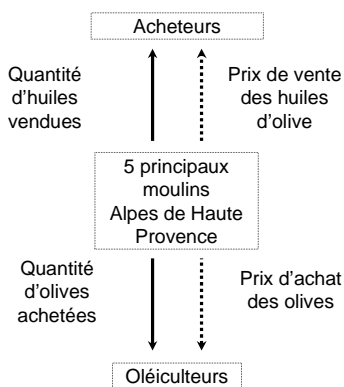 Acheteurs
Quantité
d'huiles
vendues
Prix de vente
des huiles
d'olive
5 principaux
moulins
Alpes de Haute
Provence
Quantité
d'olives
achetées
Prix d'achat
des olives
Oléiculteurs